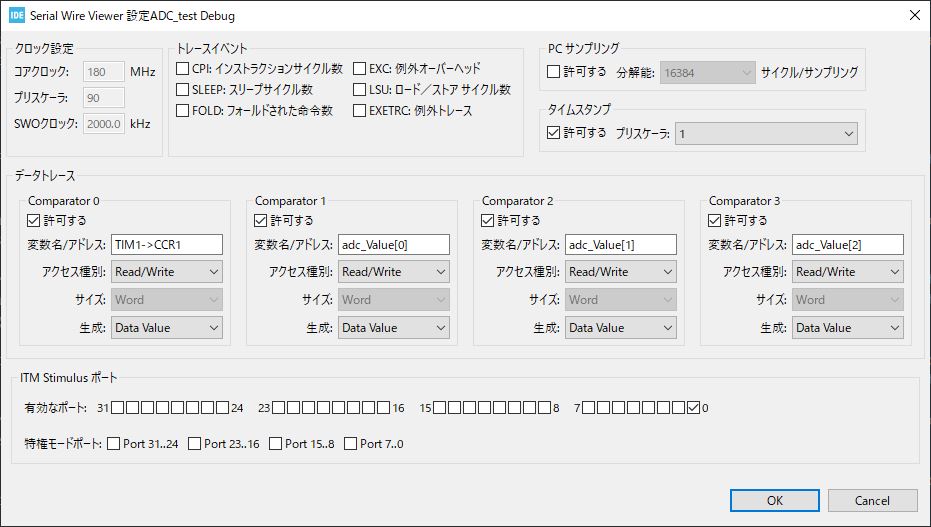 IDE Serial Wire Viewer 設定ADC_test Debug
クロック設定
コアクロック: 180 MHz
プリスケーラ: 90
SWOクロック: 2000.0 kHz
トレースイベント
CPI: インストラクションサイクル数 EXC: 例外オーバーヘッド
SLEEP: スリープサイクル数 LSU: ロード／ストア サイクル数
FOLD: フォールドされた命令数 EXETRC: 例外トレース
PC サンプリング
許可する 分解能: 16384 サイクル/サンプリング
タイムスタンプ
許可する プリスケーラ: 1
データトレース
Comparator 0
許可する
変数名/アドレス: TIM1->CCR1
アクセス種別: Read/Write
サイズ: Word
生成: Data Value
Comparator 1
許可する
変数名/アドレス: adc_Value[0]
アクセス種別: Read/Write
サイズ: Word
生成: Data Value
Comparator 2
許可する
変数名/アドレス: adc_Value[1]
アクセス種別: Read/Write
サイズ: Word
生成: Data Value
Comparator 3
許可する
変数名/アドレス: adc_Value[2]
アクセス種別: Read/Write
サイズ: Word
生成: Data Value
ITM Stimulus ポート
有効なポート: 31 24 23 16 15 8 7 0
特権モードポート: Port 31..24 Port 23..16 Port 15..8 Port 7..0
OK Cancel